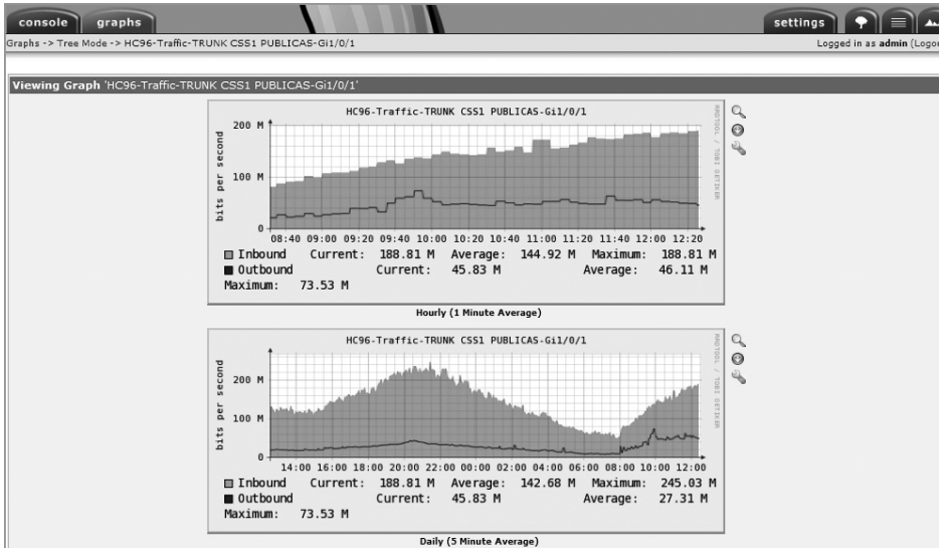 console graphs settings
Graphs -> Tree Mode -> HC96-Traffic-TRUNK CSS1 PUBLICAS-Gi1/0/1 Logged in as admin (Logou
Viewing Graph 'HC96-Traffic-TRUNK CSS1 PUBLICAS-Gi1/0/1'
HC96-Traffic-TRUNK CSS1 PUBLICAS-Gi1/0/1
RRDTOOL / TOBI OETIKER
bits per second
200 M
100 M
0
08:40 09:00 09:20 09:40 10:00 10:20 10:40 11:00 11:20 11:40 12:00 12:20
Inbound Current: 188.81 M Average: 144.92 M Maximum: 188.81 M
Outbound Current: 45.83 M Average: 46.11 M
Maximum: 73.53 M
Hourly (1 Minute Average)
HC96-Traffic-TRUNK CSS1 PUBLICAS-Gi1/0/1
RRDTOOL / TOBI OETIKER
bits per second
200 M
100 M
0
14:00 16:00 18:00 20:00 22:00 00:00 02:00 04:00 06:00 08:00 10:00 12:00
Inbound Current: 188.81 M Average: 142.68 M Maximum: 245.03 M
Outbound Current: 45.83 M Average: 27.31 M
Maximum: 73.53 M
Daily (5 Minute Average)